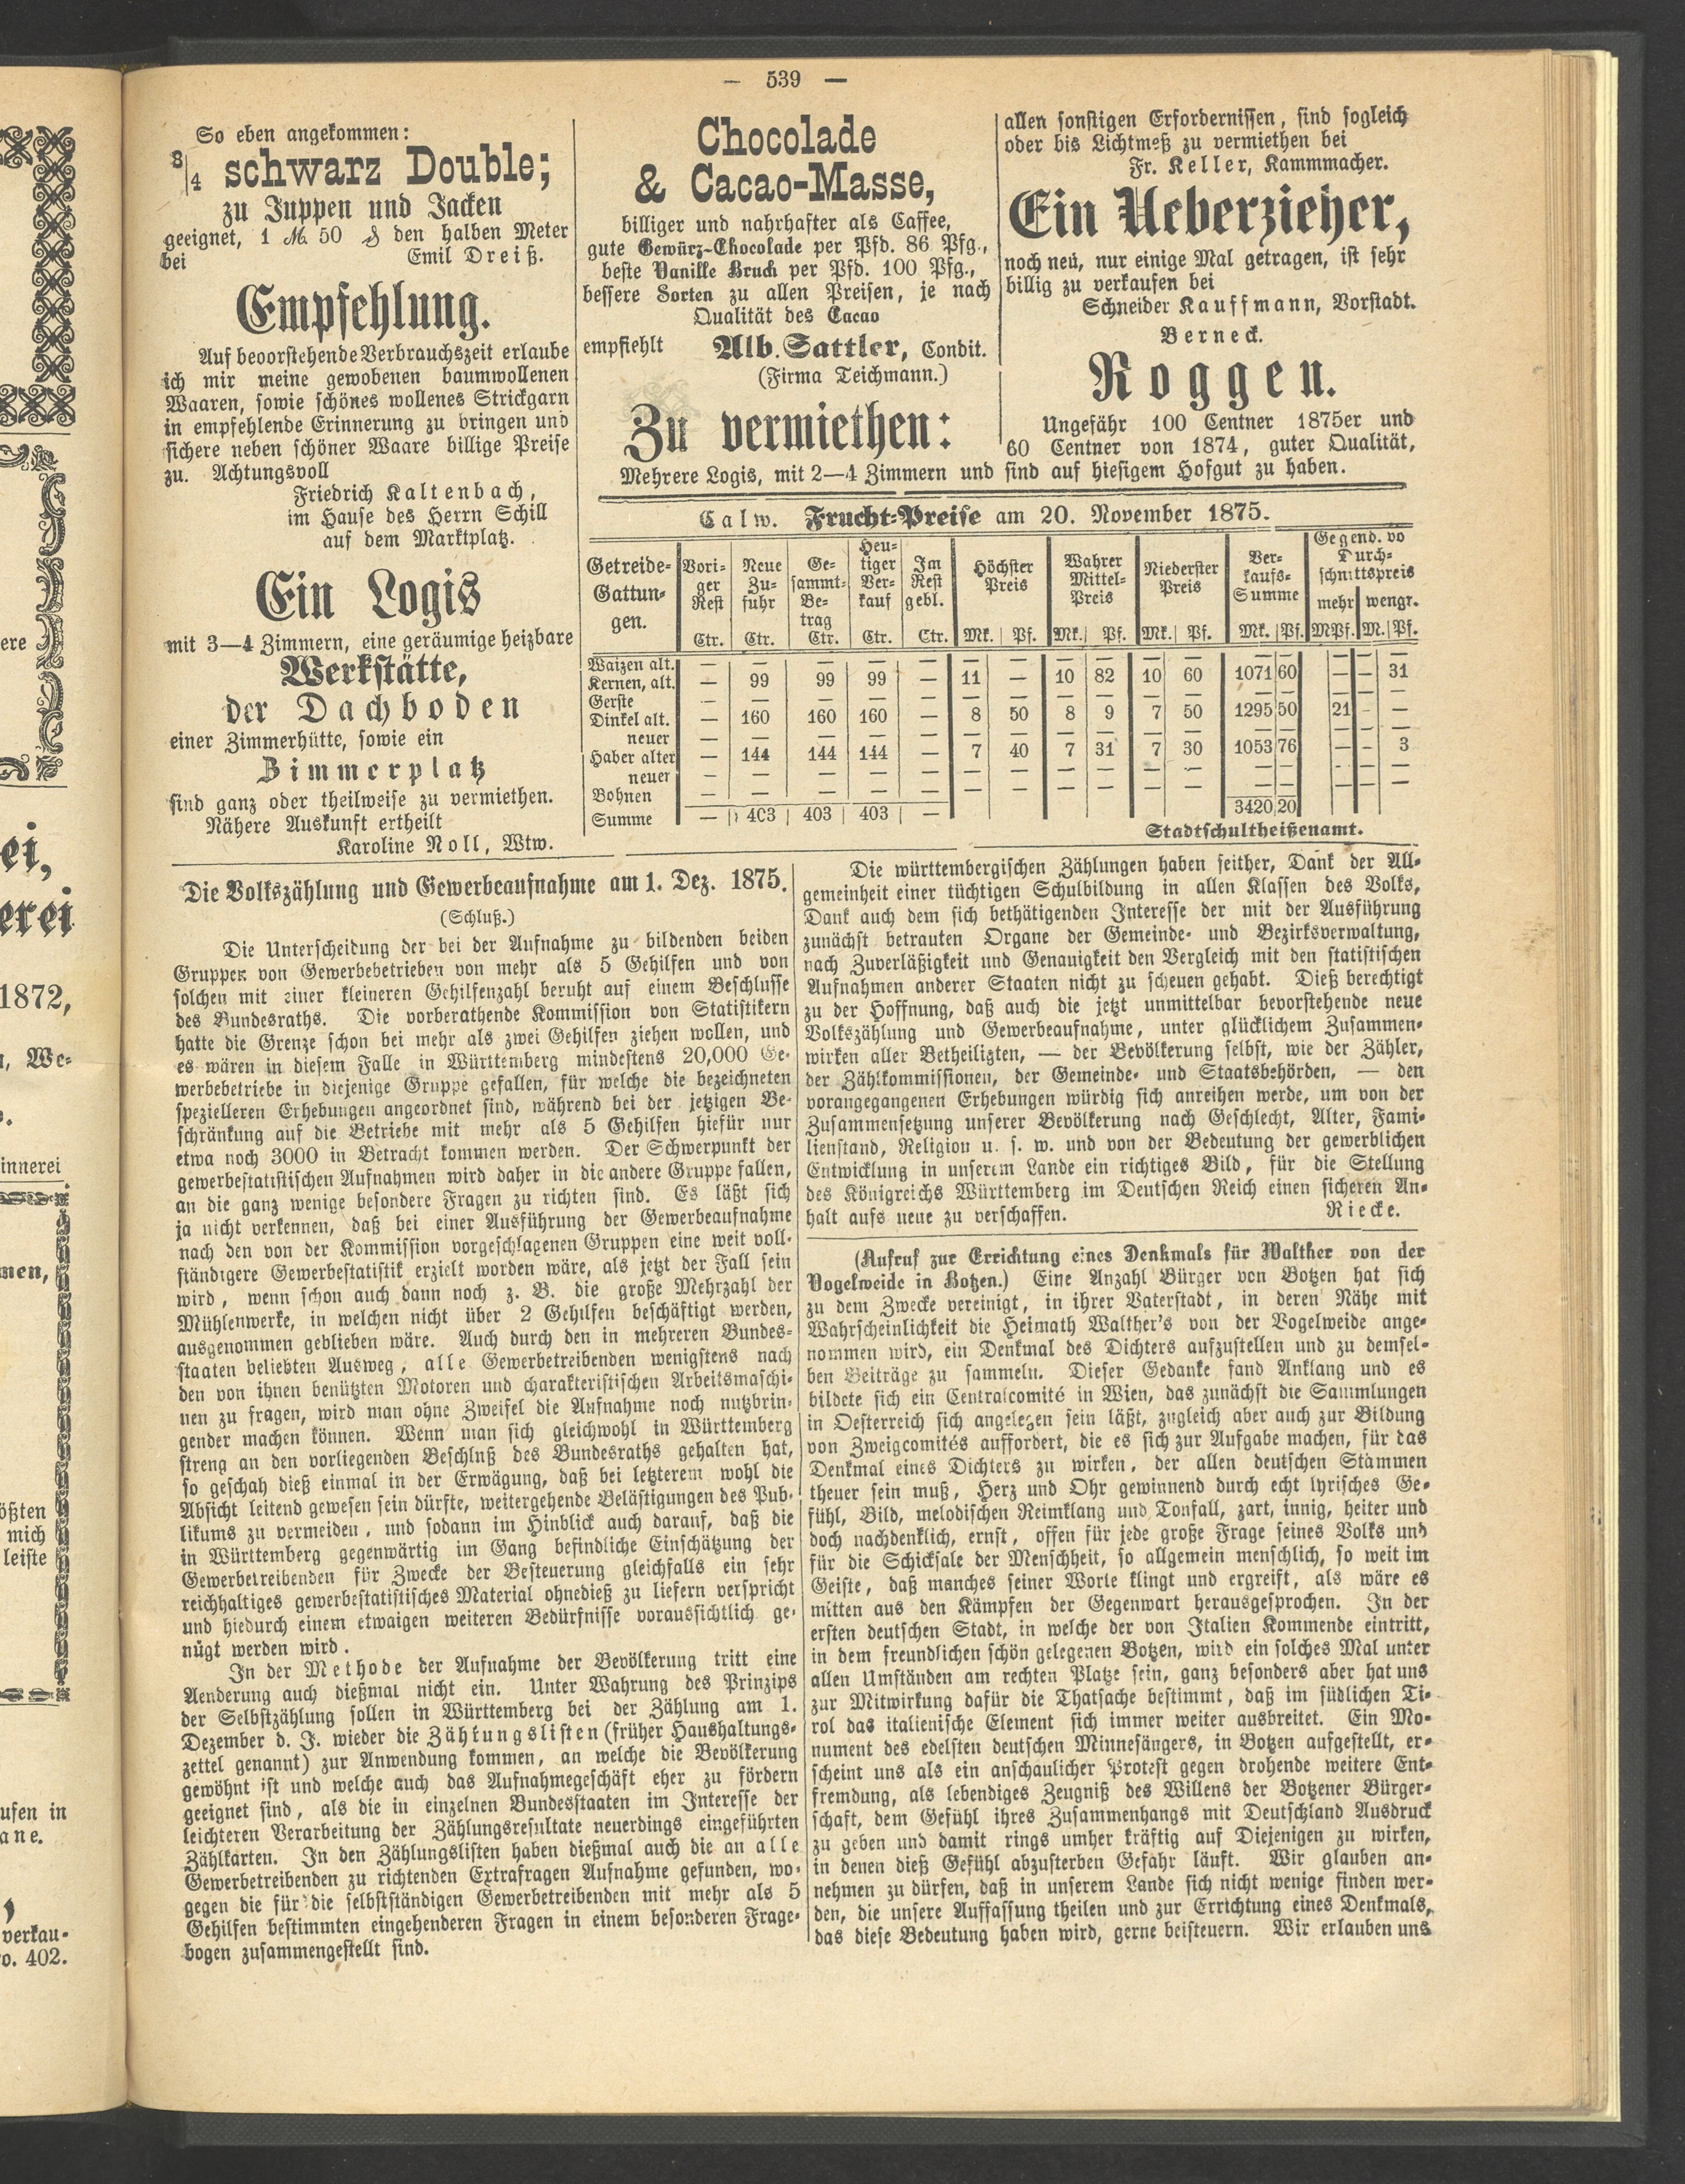 — 539 —
So eben angekommen:
8/4 schwarz Double;
zu Juppen und Jacken
geeignet, 1 M. 50 ₰ den halben Meter
bei Emil Dreiß.
Empfehlung.
Auf bevorstehende Verbrauchszeit erlaube
ich mir meine gewobenen baumwollenen
Waaren, sowie schönes wollenes Strickgarn
in empfehlende Erinnerung zu bringen und
sichere neben schöner Waare billige Preise
zu. Achtungsvoll
Friedrich Kaltenbach,
im Hause des Herrn Schill
auf dem Marktplatz.
Ein Logis
mit 3—4 Zimmern, eine geräumige heizbare
Werkstätte,
der Dachboden
einer Zimmerhütte, sowie ein
Zimmerplatz
sind ganz oder theilweise zu vermiethen.
Nähere Auskunft ertheilt
Karoline Noll, Wtw.
Chocolade
& Cacao-Masse,
billiger und nahrhafter als Caffee,
gute Gewürz-Chocolade per Pfd. 86 Pfg.,
beste Vanille Bruch per Pfd. 100 Pfg.,
bessere Sorten zu allen Preisen, je nach
Qualität des Cacao
empfiehlt Alb. Sattler, Condit.
(Firma Teichmann.)
Zu vermiethen:
Mehrere Logis, mit 2—4 Zimmern und
allen sonstigen Erfordernissen, sind sogleich
oder bis Lichtmeß zu vermiethen bei
Fr. Keller, Kammmacher.
Ein Ueberzieher,
noch neu, nur einige Mal getragen, ist sehr
billig zu verkaufen bei
Schneider Kauffmann, Vorstadt.
Berneck.
Roggen.
Ungefähr 100 Centner 1875er und
60 Centner von 1874, guter Qualität,
sind auf hiesigem Hofgut zu haben.
Calw. Frucht-Preise am 20. November 1875.
Getreide-Gattungen. | Voriger Rest Ctr. | Neue Zufuhr Ctr. | Gesammt-Betrag Ctr. | Heutiger Verkauf Ctr. | Im Rest gebl. Ctr. | Höchster Preis Mk. Pf. | Wahrer Mittel-Preis Mk. Pf. | Niederster Preis Mk. Pf. | Verkaufs-Summe Mk. Pf. | Gegend. vo Durchschnittspreis mehr M Pf. wengr. M. Pf.
Waizen alt. — — — — — — — — — — — — — — — — —
Kernen, alt. — 99 99 99 — 11 — 10 82 10 60 1071 60 — — 31
Gerste — — — — — — — — — — — — — — — —
Dinkel alt. — 160 160 160 — 8 50 8 9 7 50 1295 50 21 — —
neuer — — — — — — — — — — — — — — — —
Haber alter — 144 144 144 — 7 40 7 31 7 30 1053 76 — — 3
neuer — — — — — — — — — — — — — — — —
Bohnen — — — — — — — — — — — — — — — —
Summe — 403 403 403 — 3420 20
Stadtschultheißenamt.
Die Volkszählung und Gewerbeaufnahme am 1. Dez. 1875.
(Schluß.)
Die Unterscheidung der bei der Aufnahme zu bildenden beiden
Gruppen von Gewerbebetrieben von mehr als 5 Gehilfen und von
solchen mit einer kleineren Gehilfenzahl beruht auf einem Beschlusse
des Bundesraths. Die vorberathende Kommission von Statistikern
hatte die Grenze schon bei mehr als zwei Gehilfen ziehen wollen, und
es wären in diesem Falle in Württemberg mindestens 20,000 Ge-
werbebetriebe in diejenige Gruppe gefallen, für welche die bezeichneten
spezielleren Erhebungen angeordnet sind, während bei der jetzigen Be-
schränkung auf die Betriebe mit mehr als 5 Gehilfen hiefür nur
etwa noch 3000 in Betracht kommen werden. Der Schwerpunkt der
gewerbestatistischen Aufnahmen wird daher in die andere Gruppe fallen,
an die ganz wenige besondere Fragen zu richten sind. Es läßt sich
ja nicht verkennen, daß bei einer Ausführung der Gewerbeaufnahme
nach den von der Kommission vorgeschlagenen Gruppen eine weit voll-
ständigere Gewerbestatistik erzielt worden wäre, als jetzt der Fall sein
wird, wenn schon auch dann noch z. B. die große Mehrzahl der
Mühlenwerke, in welchen nicht über 2 Gehilfen beschäftigt werden,
ausgenommen geblieben wäre. Auch durch den in mehreren Bundes-
staaten beliebten Ausweg, alle Gewerbetreibenden wenigstens nach
den von ihnen benützten Motoren und charakteristischen Arbeitsmaschi-
nen zu fragen, wird man ohne Zweifel die Aufnahme noch nutzbrin-
gender machen können. Wenn man sich gleichwohl in Württemberg
streng an den vorliegenden Beschluß des Bundesraths gehalten hat,
so geschah dieß einmal in der Erwägung, daß bei letzterem wohl die
Absicht leitend gewesen sein dürfte, weitergehende Belästigungen des Pub-
likums zu vermeiden, und sodann im Hinblick auch darauf, daß die
in Württemberg gegenwärtig im Gang befindliche Einschätzung der
Gewerbetreibenden für Zwecke der Besteuerung gleichfalls ein sehr
reichhaltiges gewerbestatistisches Material ohnedieß zu liefern verspricht
und hiedurch einem etwaigen weiteren Bedürfnisse voraussichtlich ge-
nügt werden wird.
In der Methode der Aufnahme der Bevölkerung tritt eine
Aenderung auch dießmal nicht ein. Unter Wahrung des Prinzips
der Selbstzählung sollen in Württemberg bei der Zählung am 1.
Dezember d. J. wieder die Zählungslisten (früher Haushaltungs-
zettel genannt) zur Anwendung kommen, an welche die Bevölkerung
gewöhnt ist und welche auch das Aufnahmegeschäft eher zu fördern
geeignet sind, als die in einzelnen Bundesstaaten im Interesse der
leichteren Verarbeitung der Zählungsresultate neuerdings eingeführten
Zählkarten. In den Zählungslisten haben dießmal auch die an alle
Gewerbetreibenden zu richtenden Extrafragen Aufnahme gefunden, wo-
gegen die für die selbstständigen Gewerbetreibenden mit mehr als 5
Gehilfen bestimmten eingehenderen Fragen in einem besonderen Frage-
bogen zusammengestellt sind.
Die württembergischen Zählungen haben seither, Dank der All-
gemeinheit einer tüchtigen Schulbildung in allen Klassen des Volks,
Dank auch dem sich bethätigenden Interesse der mit der Ausführung
zunächst betrauten Organe der Gemeinde- und Bezirksverwaltung,
nach Zuverläßigkeit und Genauigkeit den Vergleich mit den statistischen
Aufnahmen anderer Staaten nicht zu scheuen gehabt. Dieß berechtigt
zu der Hoffnung, daß auch die jetzt unmittelbar bevorstehende neue
Volkszählung und Gewerbeaufnahme, unter glücklichem Zusammen-
wirken aller Betheiligten, — der Bevölkerung selbst, wie der Zähler,
der Zählkommissionen, der Gemeinde- und Staatsbehörden, — den
vorangegangenen Erhebungen würdig sich anreihen werde, um von der
Zusammensetzung unserer Bevölkerung nach Geschlecht, Alter, Fami-
lienstand, Religion u. s. w. und von der Bedeutung der gewerblichen
Entwicklung in unserem Lande ein richtiges Bild, für die Stellung
des Königreichs Württemberg im Deutschen Reich einen sicheren An-
halt aufs neue zu verschaffen. Riecke.
(Aufruf zur Errichtung eines Denkmals für Walther von der
Vogelweide in Botzen.) Eine Anzahl Bürger von Botzen hat sich
zu dem Zwecke vereinigt, in ihrer Vaterstadt, in deren Nähe mit
Wahrscheinlichkeit die Heimath Walther's von der Vogelweide ange-
nommen wird, ein Denkmal des Dichters aufzustellen und zu demsel-
ben Beiträge zu sammeln. Dieser Gedanke fand Anklang und es
bildete sich ein Centralcomité in Wien, das zunächst die Sammlungen
in Oesterreich sich angelegen sein läßt, zugleich aber auch zur Bildung
von Zweigcomités auffordert, die es sich zur Aufgabe machen, für das
Denkmal eines Dichters zu wirken, der allen deutschen Stämmen
theuer sein muß, Herz und Ohr gewinnend durch echt lyrisches Ge-
fühl, Bild, melodischen Reimklang und Tonfall, zart, innig, heiter und
doch nachdenklich, ernst, offen für jede große Frage seines Volks und
für die Schicksale der Menschheit, so allgemein menschlich, so weit im
Geiste, daß manches seiner Worte klingt und ergreift, als wäre es
mitten aus den Kämpfen der Gegenwart herausgesprochen. In der
ersten deutschen Stadt, in welche der von Italien Kommende eintritt,
in dem freundlichen schön gelegenen Botzen, wird ein solches Mal unter
allen Umständen am rechten Platze sein, ganz besonders aber hat uns
zur Mitwirkung dafür die Thatsache bestimmt, daß im südlichen Ti-
rol das italienische Element sich immer weiter ausbreitet. Ein Mo-
nument des edelsten deutschen Minnesängers, in Botzen aufgestellt, er-
scheint uns als ein anschaulicher Protest gegen drohende weitere Ent-
fremdung, als lebendiges Zeugniß des Willens der Botzener Bürger-
schaft, dem Gefühl ihres Zusammenhangs mit Deutschland Ausdruck
zu geben und damit rings umher kräftig auf Diejenigen zu wirken,
in denen dieß Gefühl abzusterben Gefahr läuft. Wir glauben an-
nehmen zu dürfen, daß in unserem Lande sich nicht wenige finden wer-
den, die unsere Auffassung theilen und zur Errichtung eines Denkmals,
das diese Bedeutung haben wird, gerne beisteuern. Wir erlauben uns